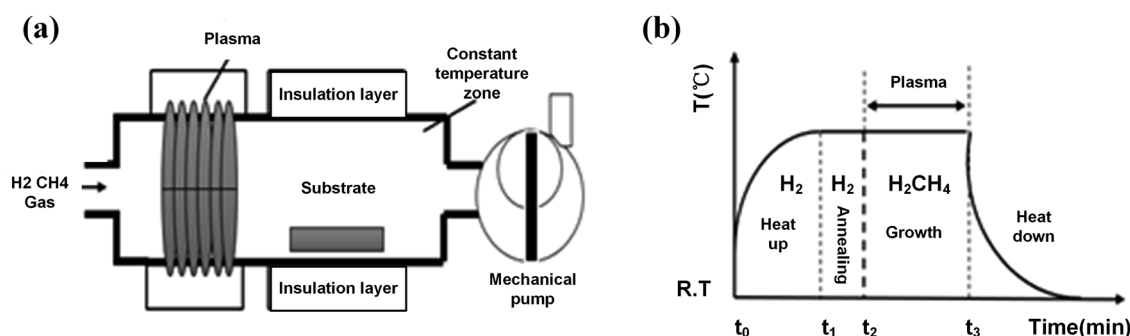 (a)
Plasma
Constant
temperature
zone
Insulation layer
H2 CH4
Gas
Substrate
Insulation layer
Mechanical
pump
(b)
T(℃)
Plasma
H₂
H₂
H₂CH₄
Heat
up
Annealing
Growth
Heat
down
R.T
t₀
t₁
t₂
t₃
Time(min)